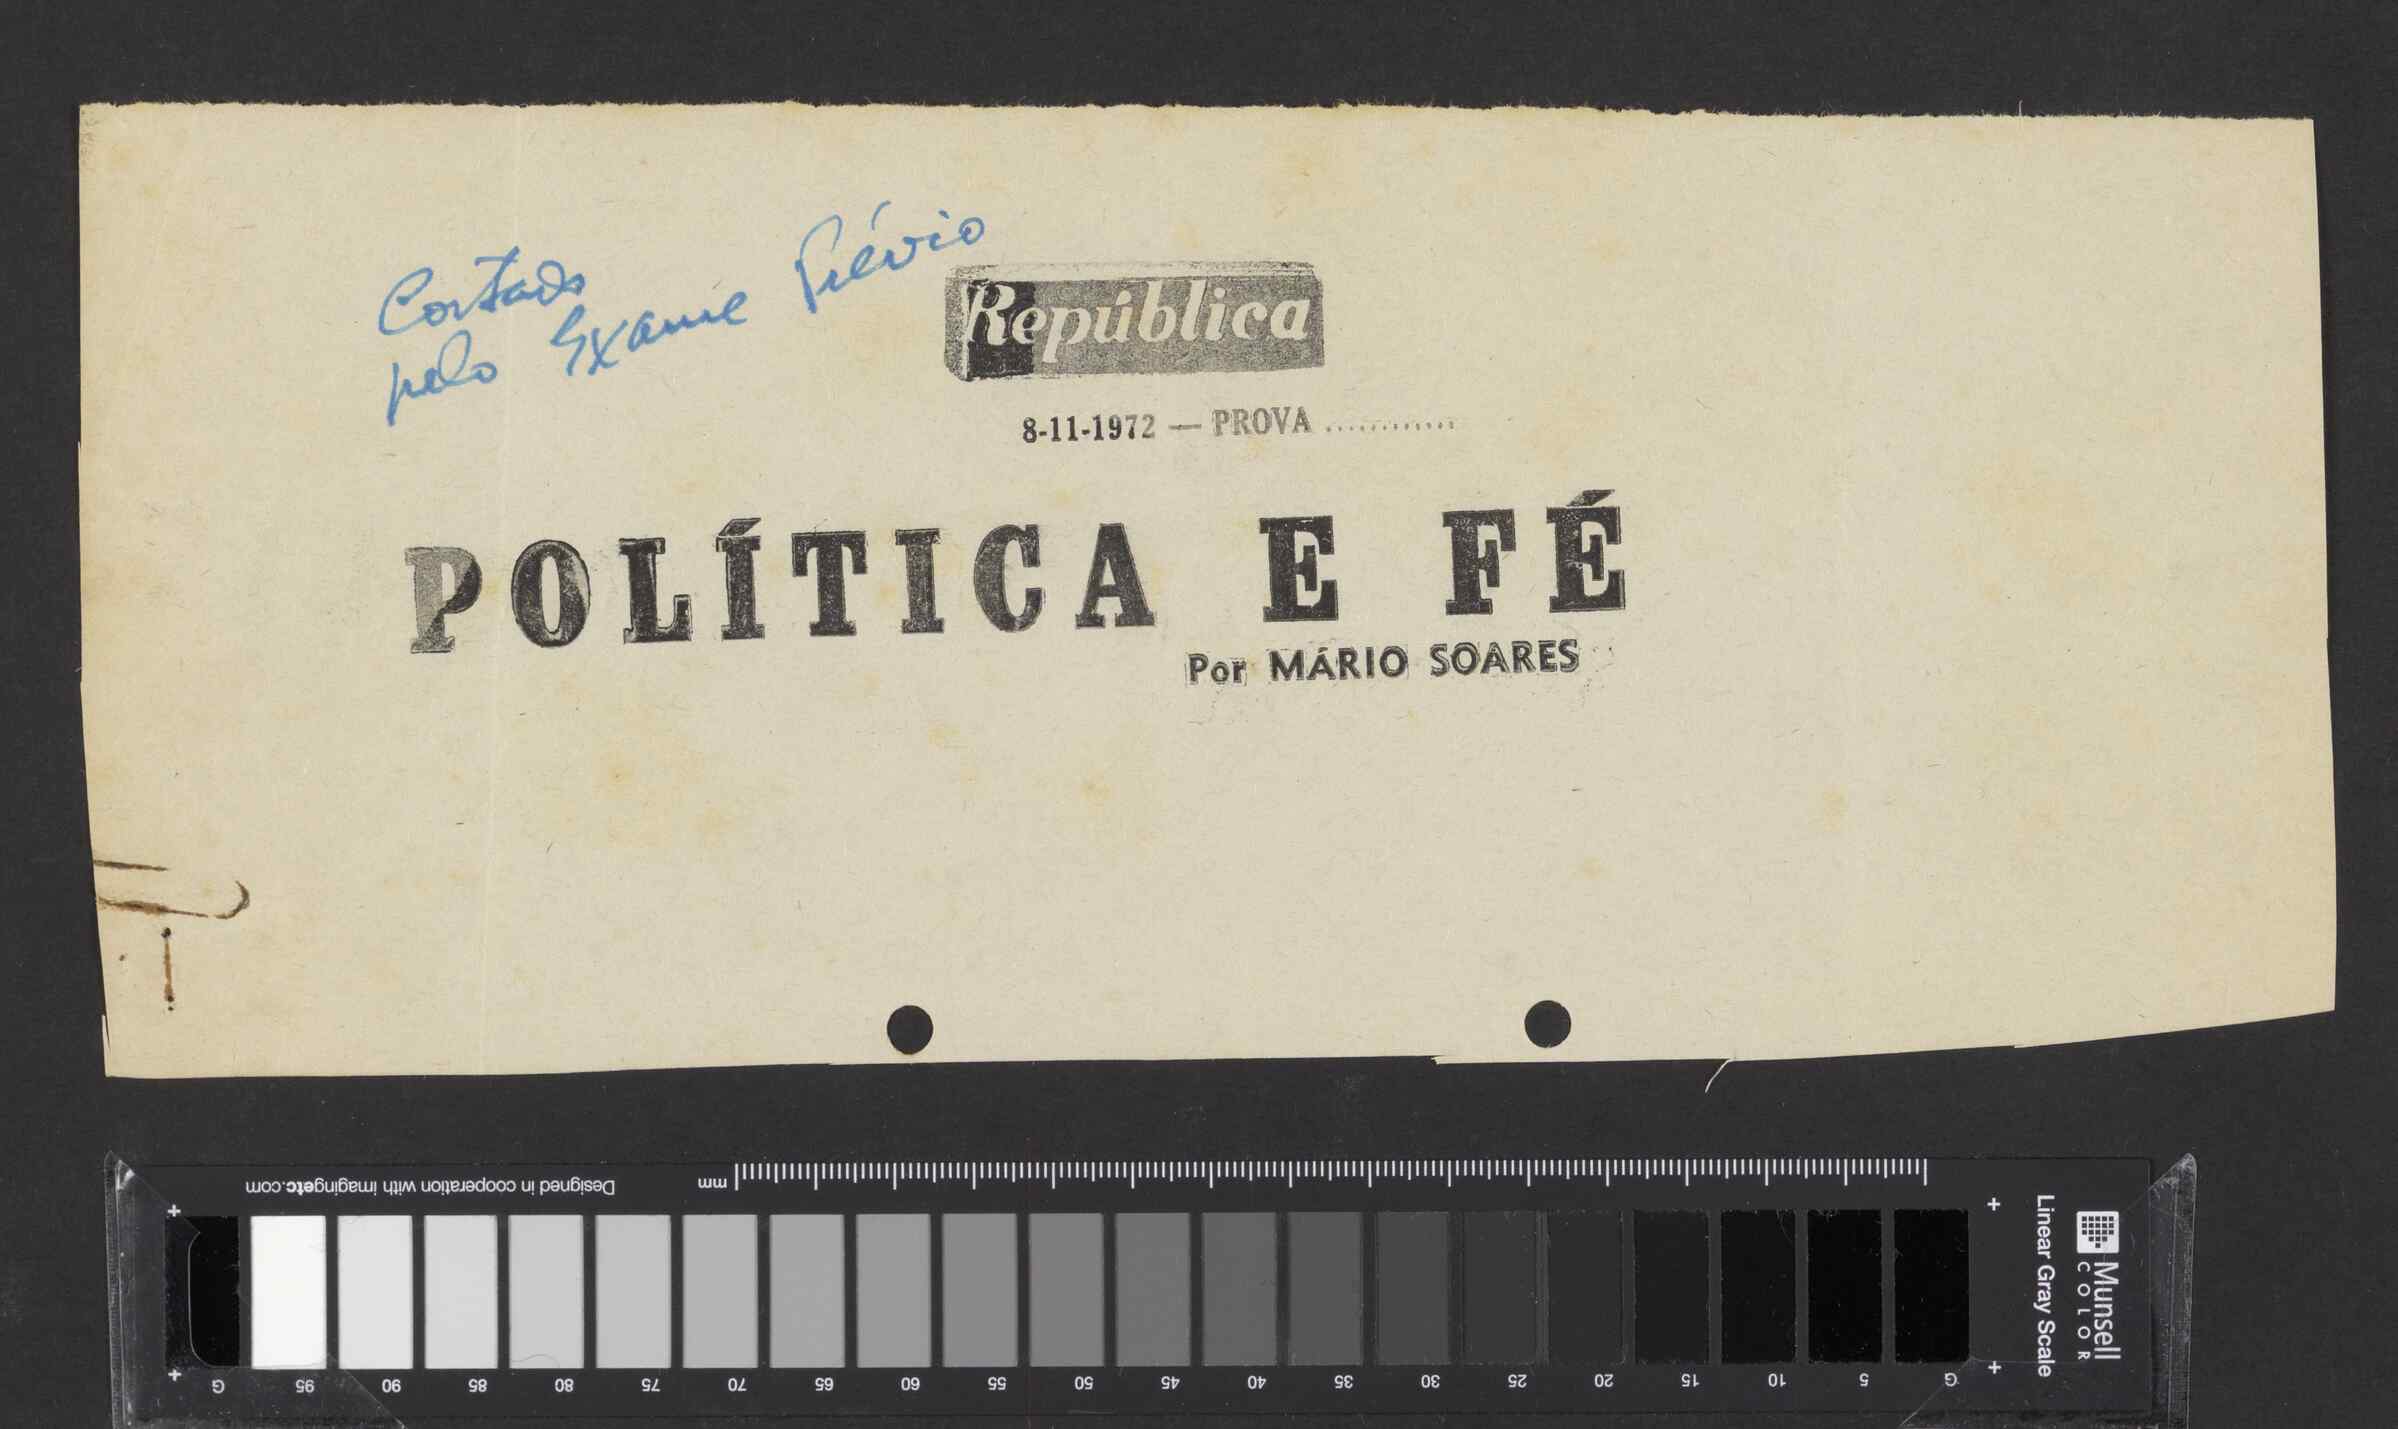 Cortado
pelo Exame Prévio
República
8-11-1972 — PROVA ............
POLÍTICA E FÉ
Por MÁRIO SOARES
Designed in cooperation with imagingetc.com
mm
G 95 90 85 80 75 70 65 60 55 50 45 40 35 30 25 20 15 10 5 G
Linear Gray Scale
Munsell
COLOR